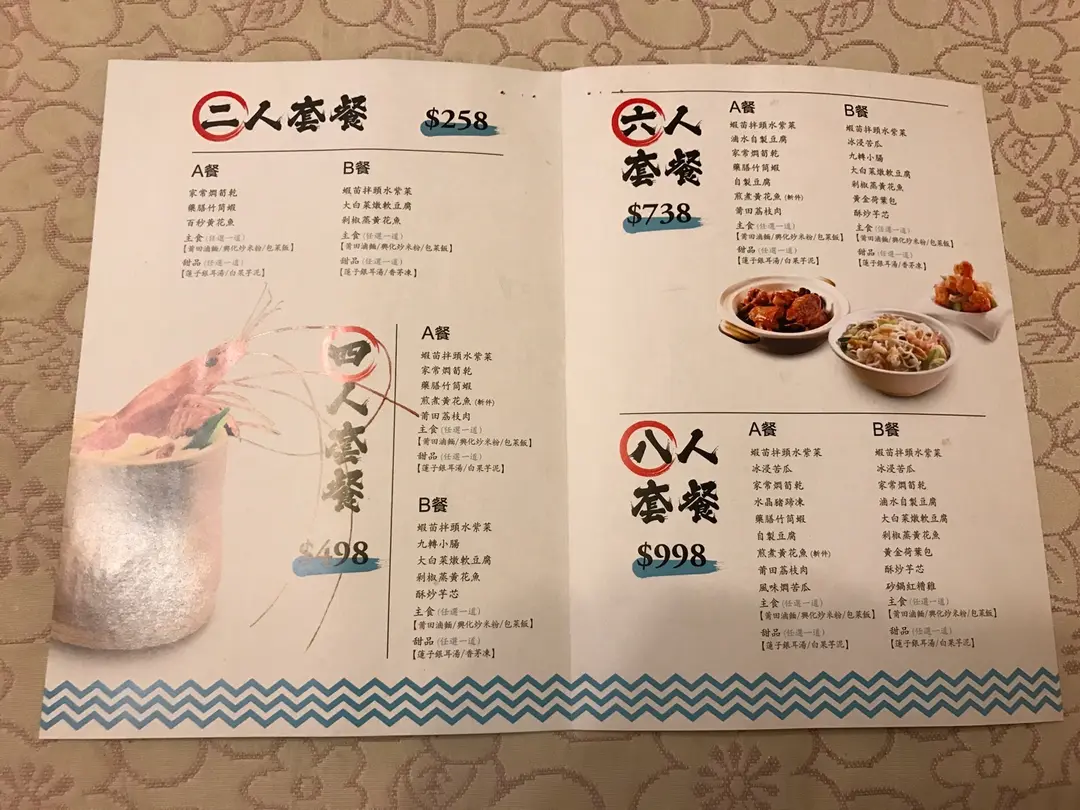 二人套餐
$258
A餐
家常燜筍乾
藥膳竹筒蝦
百秒黃花魚
主食(任選一道)
【莆田滷麵/興化炒米粉/包菜飯】
甜品(任選一道)
【蓮子銀耳湯/白果芋泥】
B餐
蝦苗拌頭水紫菜
大白菜燉軟豆腐
剁椒蒸黃花魚
主食(任選一道)
【莆田滷麵/興化炒米粉/包菜飯】
甜品(任選一道)
【蓮子銀耳湯/香茅凍】
四人套餐
$498
A餐
蝦苗拌頭水紫菜
家常燜筍乾
藥膳竹筒蝦
煎煮黃花魚(斬件)
莆田荔枝肉
主食(任選一道)
【莆田滷麵/興化炒米粉/包菜飯】
甜品(任選一道)
【蓮子銀耳湯/白果芋泥】
B餐
蝦苗拌頭水紫菜
九轉小腸
大白菜燉軟豆腐
剁椒蒸黃花魚
酥炒芋芯
主食(任選一道)
【莆田滷麵/興化炒米粉/包菜飯】
甜品(任選一道)
【蓮子銀耳湯/香茅凍】
六人
套餐
$738
A餐
蝦苗拌頭水紫菜
滷水自製豆腐
家常燜筍乾
藥膳竹筒蝦
自製豆腐
煎煮黃花魚(斬件)
莆田荔枝肉
主食(任選一道)
【莆田滷麵/興化炒米粉/包菜飯】
甜品(任選一道)
【蓮子銀耳湯/白果芋泥】
B餐
蝦苗拌頭水紫菜
冰浸苦瓜
九轉小腸
大白菜燉軟豆腐
剁椒蒸黃花魚
黃金荷葉包
酥炒芋芯
主食(任選一道)
【莆田滷麵/興化炒米粉/包菜飯】
甜品(任選一道)
【蓮子銀耳湯/香茅凍】
八人
套餐
$998
A餐
蝦苗拌頭水紫菜
冰浸苦瓜
家常燜筍乾
水晶豬蹄凍
藥膳竹筒蝦
自製豆腐
煎煮黃花魚(斬件)
莆田荔枝肉
風味燜苦瓜
主食(任選一道)
【莆田滷麵/興化炒米粉/包菜飯】
甜品(任選一道)
【蓮子銀耳湯/白果芋泥】
B餐
蝦苗拌頭水紫菜
冰浸苦瓜
家常燜筍乾
滷水自製豆腐
大白菜燉軟豆腐
剁椒蒸黃花魚
黃金荷葉包
酥炒芋芯
砂鍋紅糟雞
主食(任選一道)
【莆田滷麵/興化炒米粉/包菜飯】
甜品(任選一道)
【蓮子銀耳湯/白果芋泥】